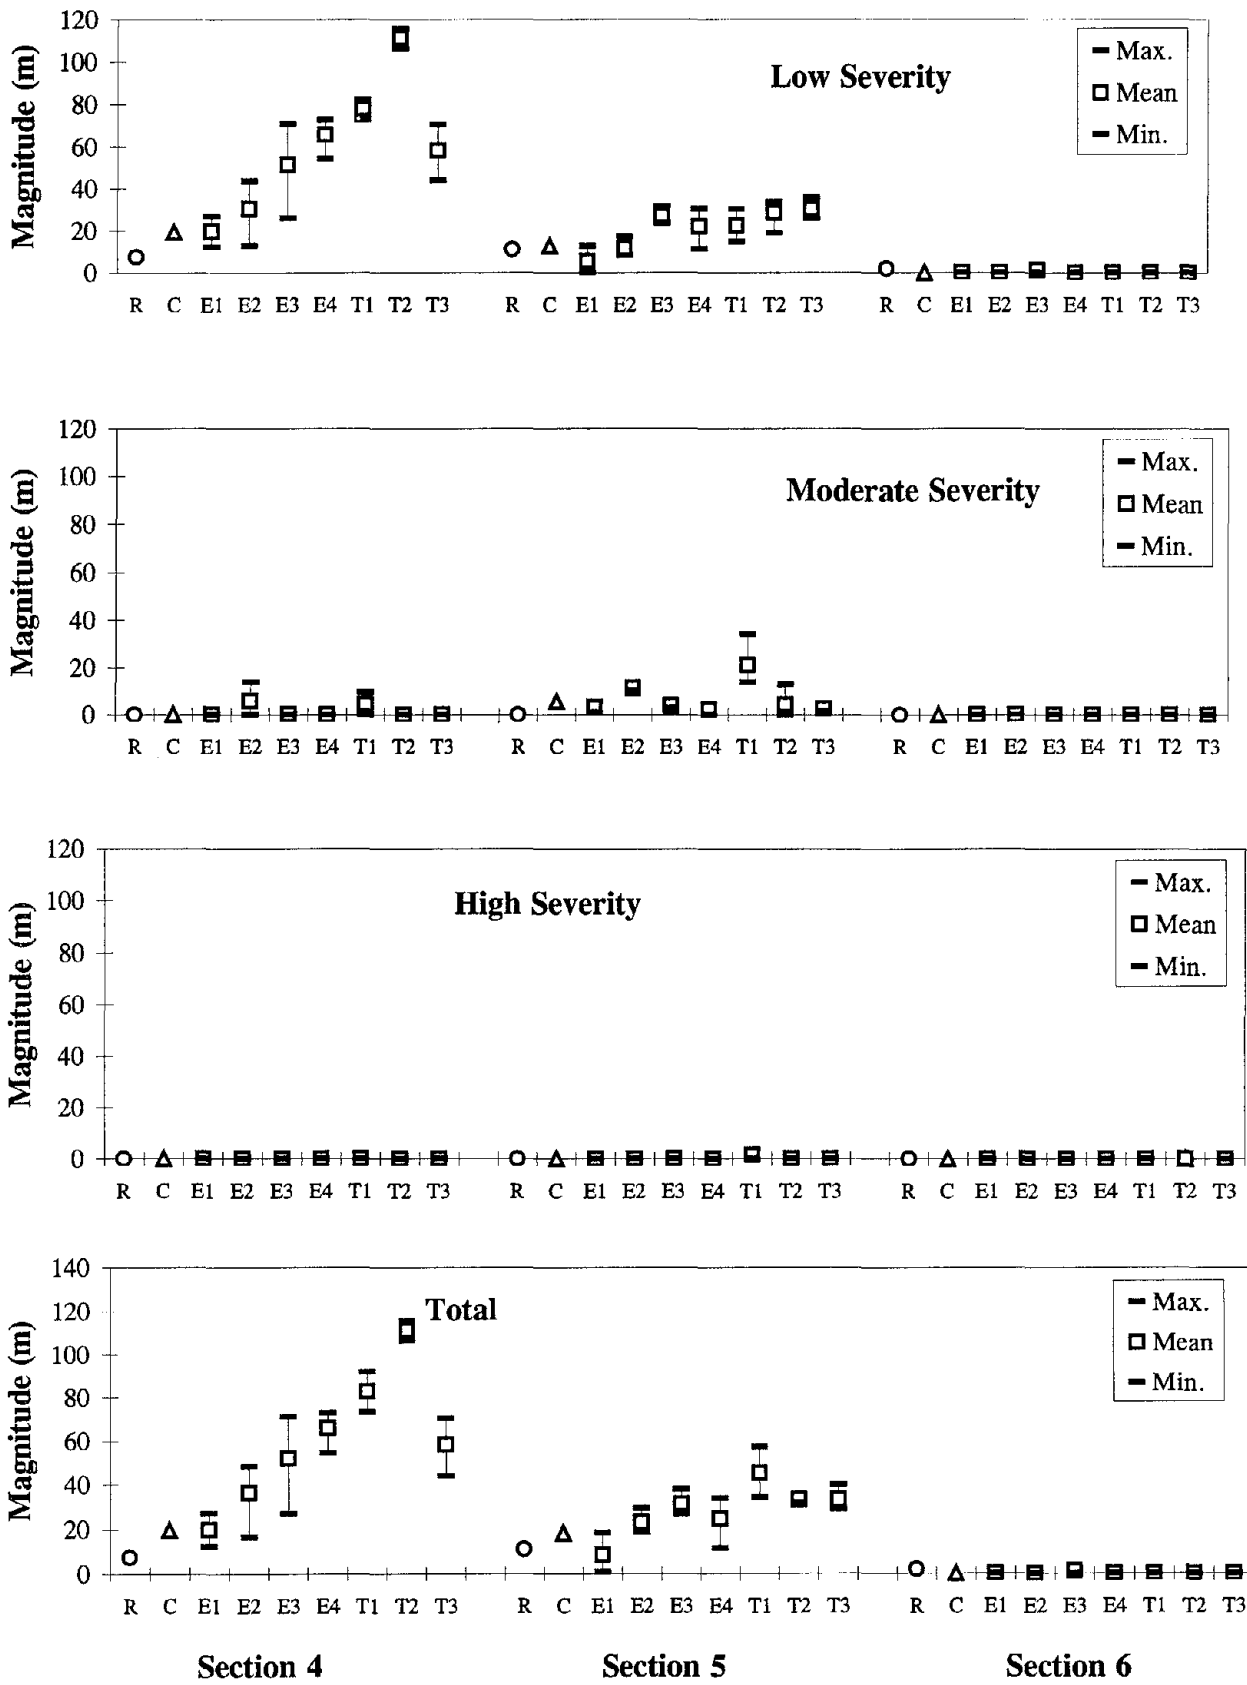 120
100
80
60
40
20
0
Magnitude (m)
Low Severity
Max.
Mean
Min.
R C E1 E2 E3 E4 T1 T2 T3 R C E1 E2 E3 E4 T1 T2 T3 R C E1 E2 E3 E4 T1 T2 T3
120
100
80
60
40
20
0
Magnitude (m)
Moderate Severity
Max.
Mean
Min.
R C E1 E2 E3 E4 T1 T2 T3 R C E1 E2 E3 E4 T1 T2 T3 R C E1 E2 E3 E4 T1 T2 T3
120
100
80
60
40
20
0
Magnitude (m)
High Severity
Max.
Mean
Min.
R C E1 E2 E3 E4 T1 T2 T3 R C E1 E2 E3 E4 T1 T2 T3 R C E1 E2 E3 E4 T1 T2 T3
140
120
100
80
60
40
20
0
Magnitude (m)
Total
Max.
Mean
Min.
R C E1 E2 E3 E4 T1 T2 T3 R C E1 E2 E3 E4 T1 T2 T3 R C E1 E2 E3 E4 T1 T2 T3
Section 4 Section 5 Section 6